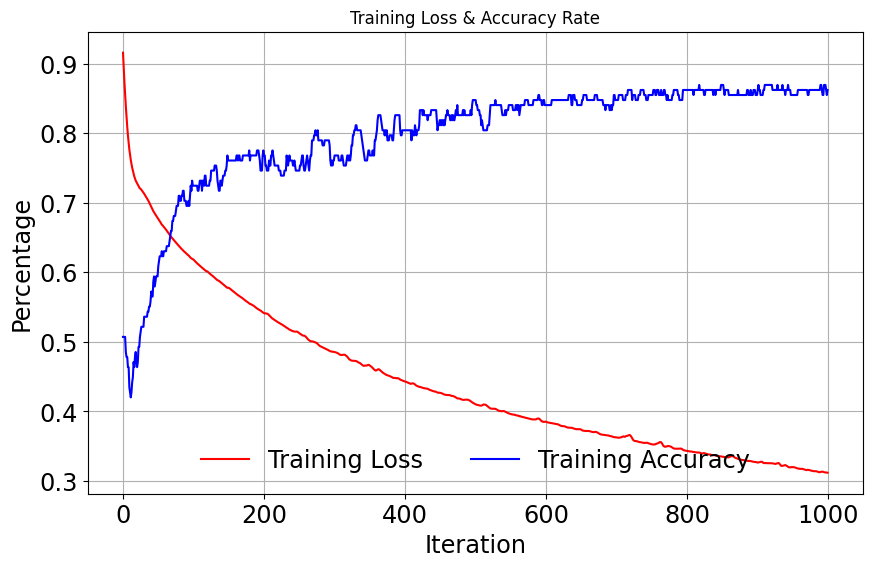 Training Loss & Accuracy Rate
Percentage
0.9
0.8
0.7
0.6
0.5
0.4
0.3
Training Loss Training Accuracy
0 200 400 600 800 1000
Iteration